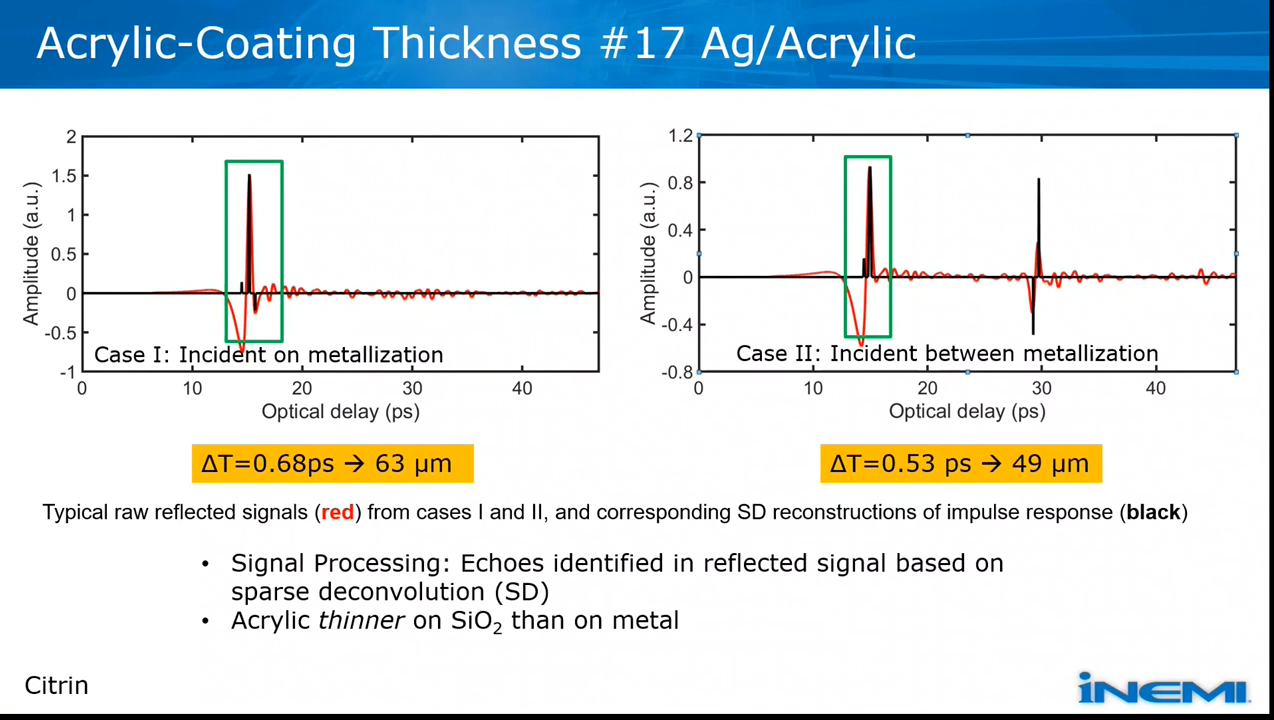 Acrylic-Coating Thickness #17 Ag/Acrylic
2
1.5
1
0.5
0
-0.5
-1
Amplitude (a.u.)
Case I: Incident on metallization
0 10 20 30 40
Optical delay (ps)
1.2
0.8
0.4
0
-0.4
-0.8
Amplitude (a.u.)
Case II: Incident between metallization
0 10 20 30 40
Optical delay (ps)
ΔT=0.68ps → 63 µm
ΔT=0.53 ps → 49 µm
Typical raw reflected signals (red) from cases I and II, and corresponding SD reconstructions of impulse response (black)
• Signal Processing: Echoes identified in reflected signal based on
sparse deconvolution (SD)
• Acrylic thinner on SiO₂ than on metal
Citrin
iNEMI